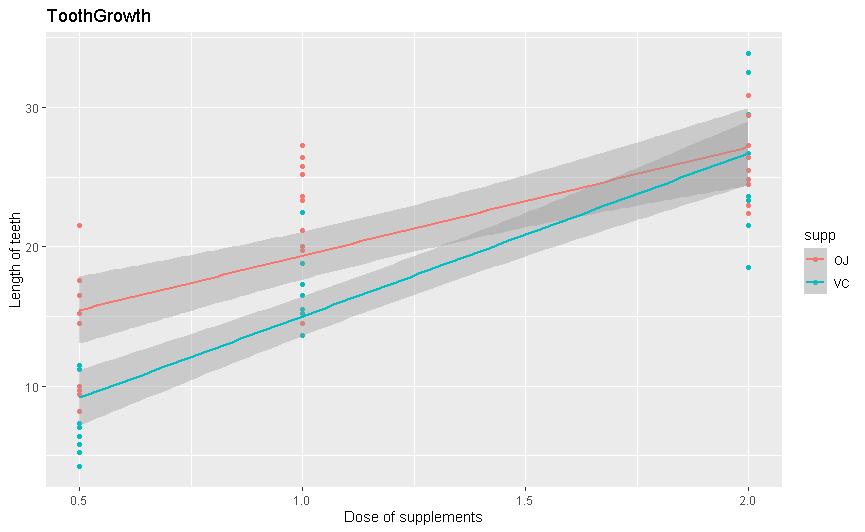 ToothGrowth
Length of teeth
30
20
10
0.5 1.0 1.5 2.0
Dose of supplements
supp
OJ
VC